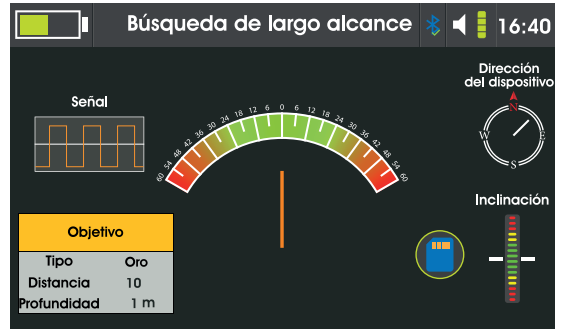 Búsqueda de largo alcance
16:40
Señal
60 54 48 42 36 30 24 18 12 6 0 6 12 18 24 30 36 42 48 54 60
Dirección
del dispositivo
N
W E
S
Inclinación
Objetivo
Tipo Oro
Distancia 10
Profundidad 1 m